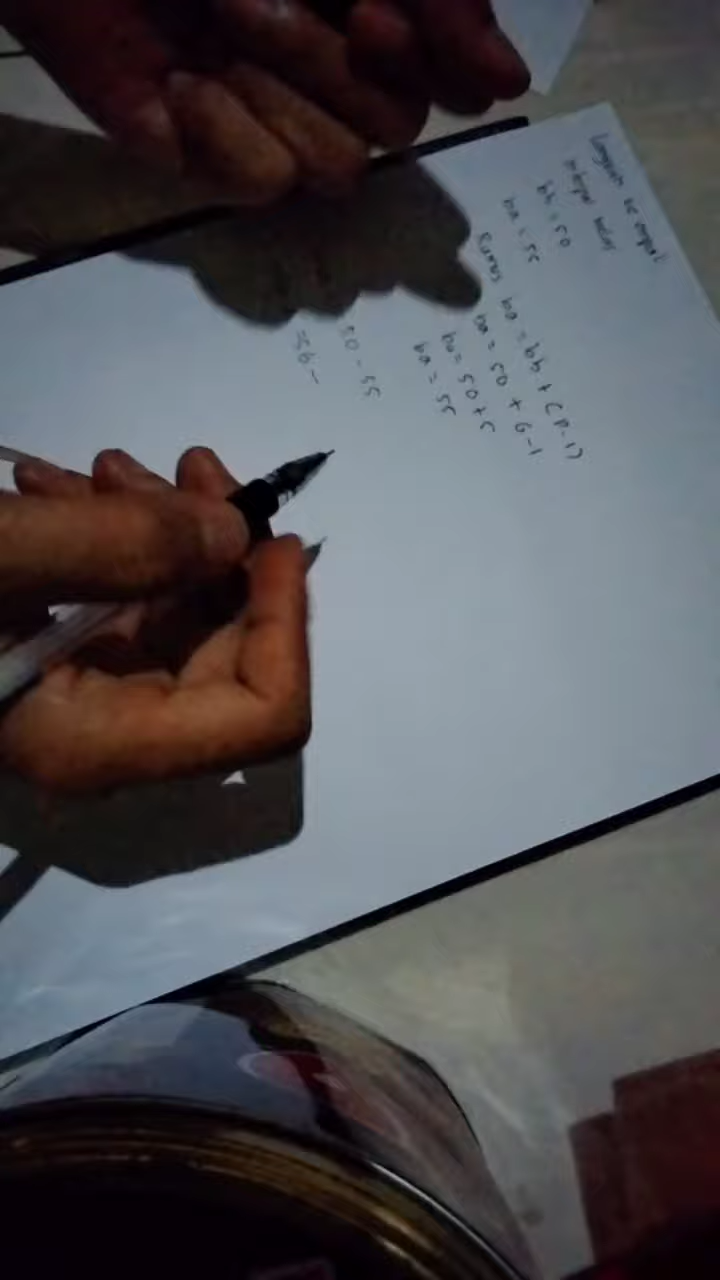 Langkah ke empat
interval kelas
bb = 50
ba = 55
Rumus ba = bb + (P-1)
ba = 50 + 6-1
ba = 50 + 5
ba = 55
50 - 55
= 56 -